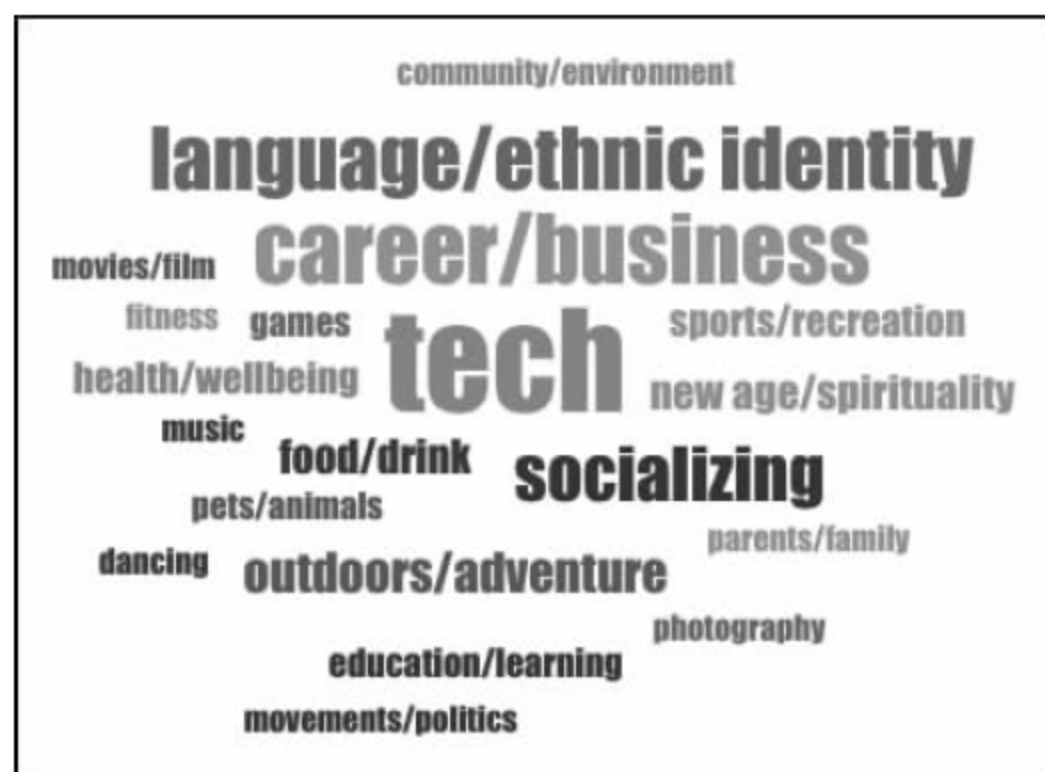 community/environment
language/ethnic identity
career/business
movies/film
fitness
games
tech
sports/recreation
health/wellbeing
new age/spirituality
music
food/drink
socializing
pets/animals
parents/family
dancing
outdoors/adventure
photography
education/learning
movements/politics